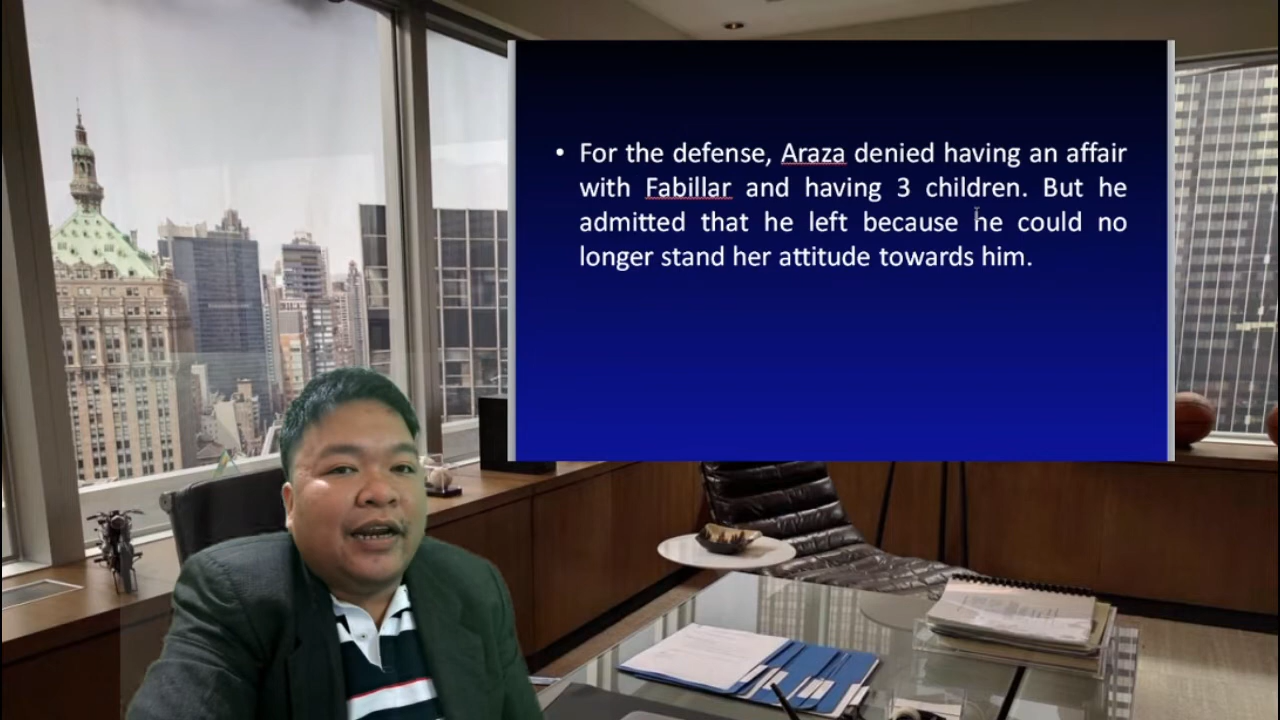 • For the defense, Araza denied having an affair
with Fabillar and having 3 children. But he
admitted that he left because he could no
longer stand her attitude towards him.